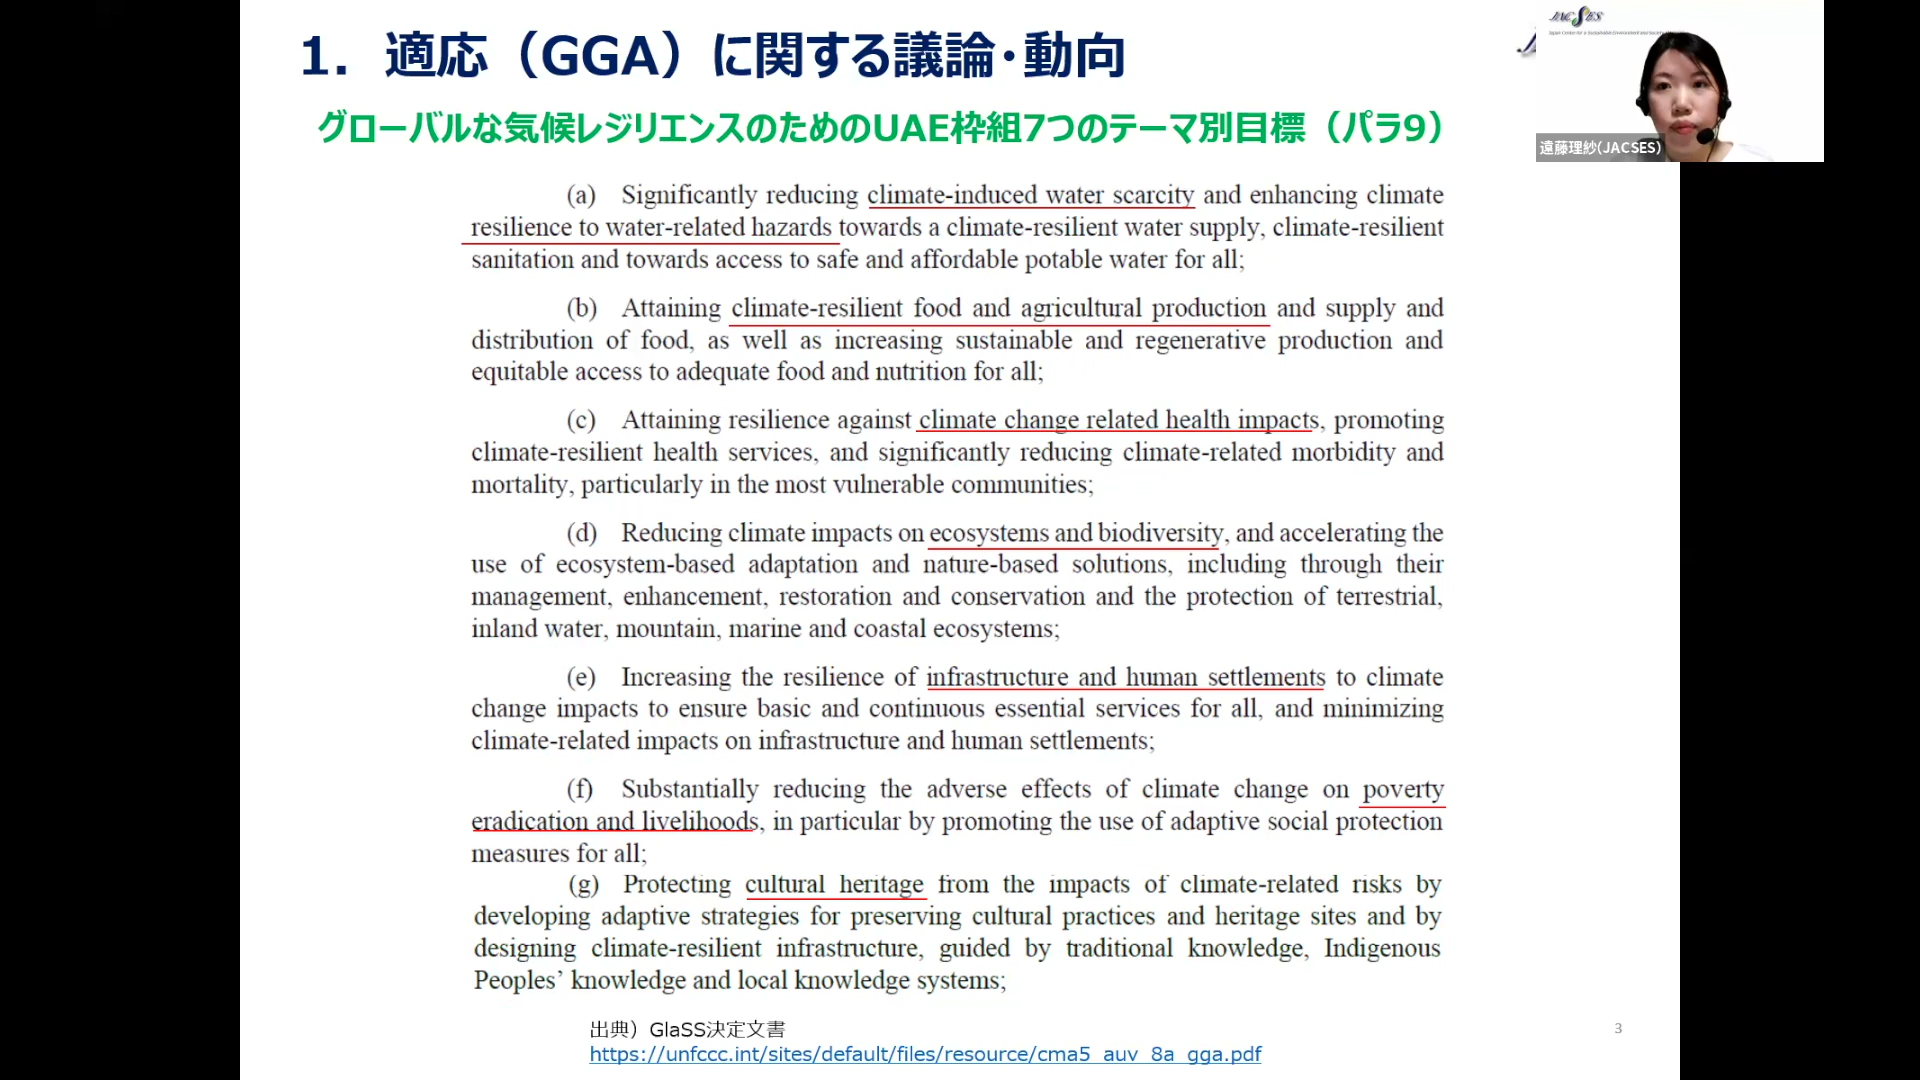 1. 適応（GGA）に関する議論・動向
JACSES
遠藤理紗(JACSES)
グローバルな気候レジリエンスのためのUAE枠組7つのテーマ別目標（パラ9）
(a) Significantly reducing climate-induced water scarcity and enhancing climate
resilience to water-related hazards towards a climate-resilient water supply, climate-resilient
sanitation and towards access to safe and affordable potable water for all;
(b) Attaining climate-resilient food and agricultural production and supply and
distribution of food, as well as increasing sustainable and regenerative production and
equitable access to adequate food and nutrition for all;
(c) Attaining resilience against climate change related health impacts, promoting
climate-resilient health services, and significantly reducing climate-related morbidity and
mortality, particularly in the most vulnerable communities;
(d) Reducing climate impacts on ecosystems and biodiversity, and accelerating the
use of ecosystem-based adaptation and nature-based solutions, including through their
management, enhancement, restoration and conservation and the protection of terrestrial,
inland water, mountain, marine and coastal ecosystems;
(e) Increasing the resilience of infrastructure and human settlements to climate
change impacts to ensure basic and continuous essential services for all, and minimizing
climate-related impacts on infrastructure and human settlements;
(f) Substantially reducing the adverse effects of climate change on poverty
eradication and livelihoods, in particular by promoting the use of adaptive social protection
measures for all;
(g) Protecting cultural heritage from the impacts of climate-related risks by
developing adaptive strategies for preserving cultural practices and heritage sites and by
designing climate-resilient infrastructure, guided by traditional knowledge, Indigenous
Peoples’ knowledge and local knowledge systems;
出典）GlaSS決定文書
https://unfccc.int/sites/default/files/resource/cma5_auv_8a_gga.pdf
3